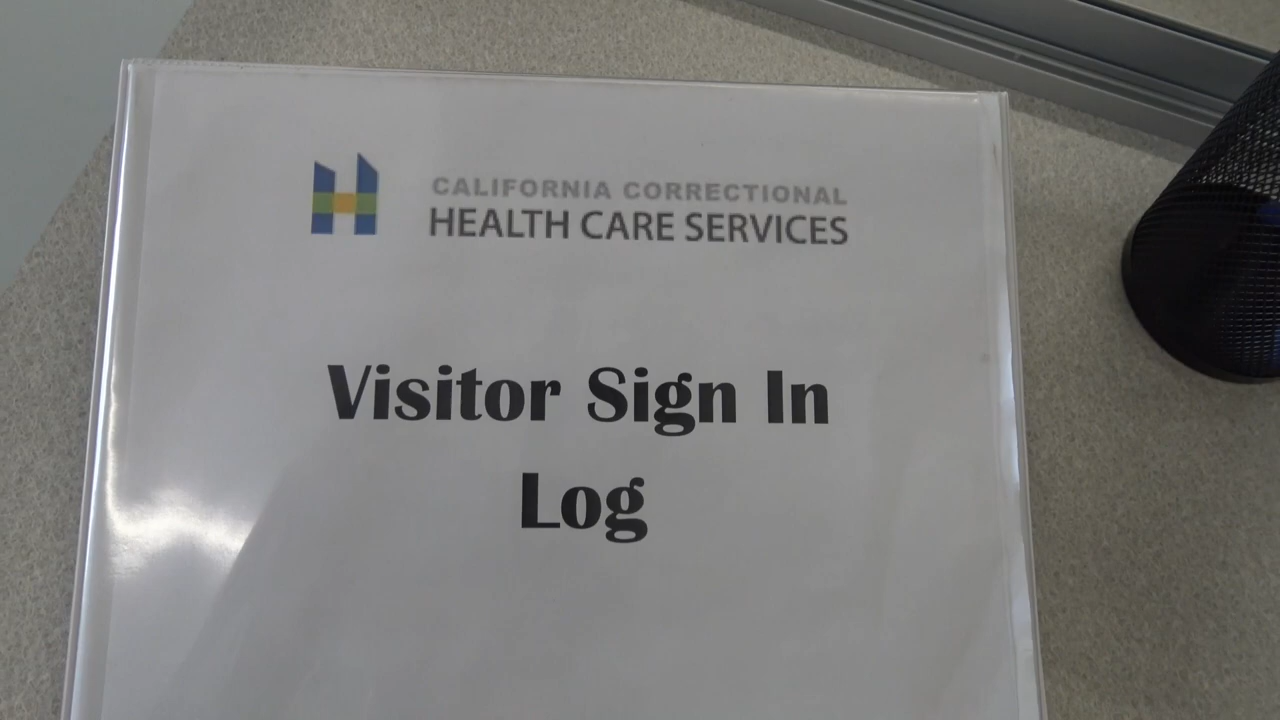 CALIFORNIA CORRECTIONAL
HEALTH CARE SERVICES
Visitor Sign In
Log